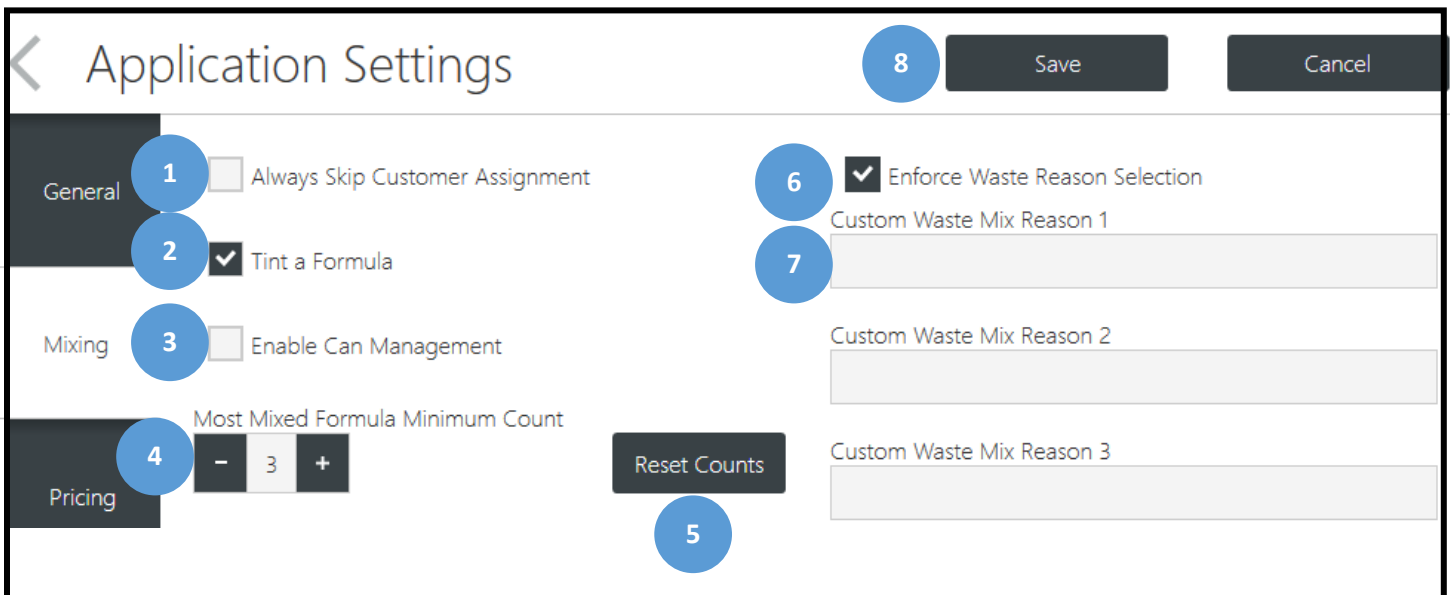 Application Settings
8
Save
Cancel
General
Mixing
Pricing
1
Always Skip Customer Assignment
2
Tint a Formula
3
Enable Can Management
Most Mixed Formula Minimum Count
4
- 3 +
Reset Counts
5
6
Enforce Waste Reason Selection
Custom Waste Mix Reason 1
7
Custom Waste Mix Reason 2
Custom Waste Mix Reason 3